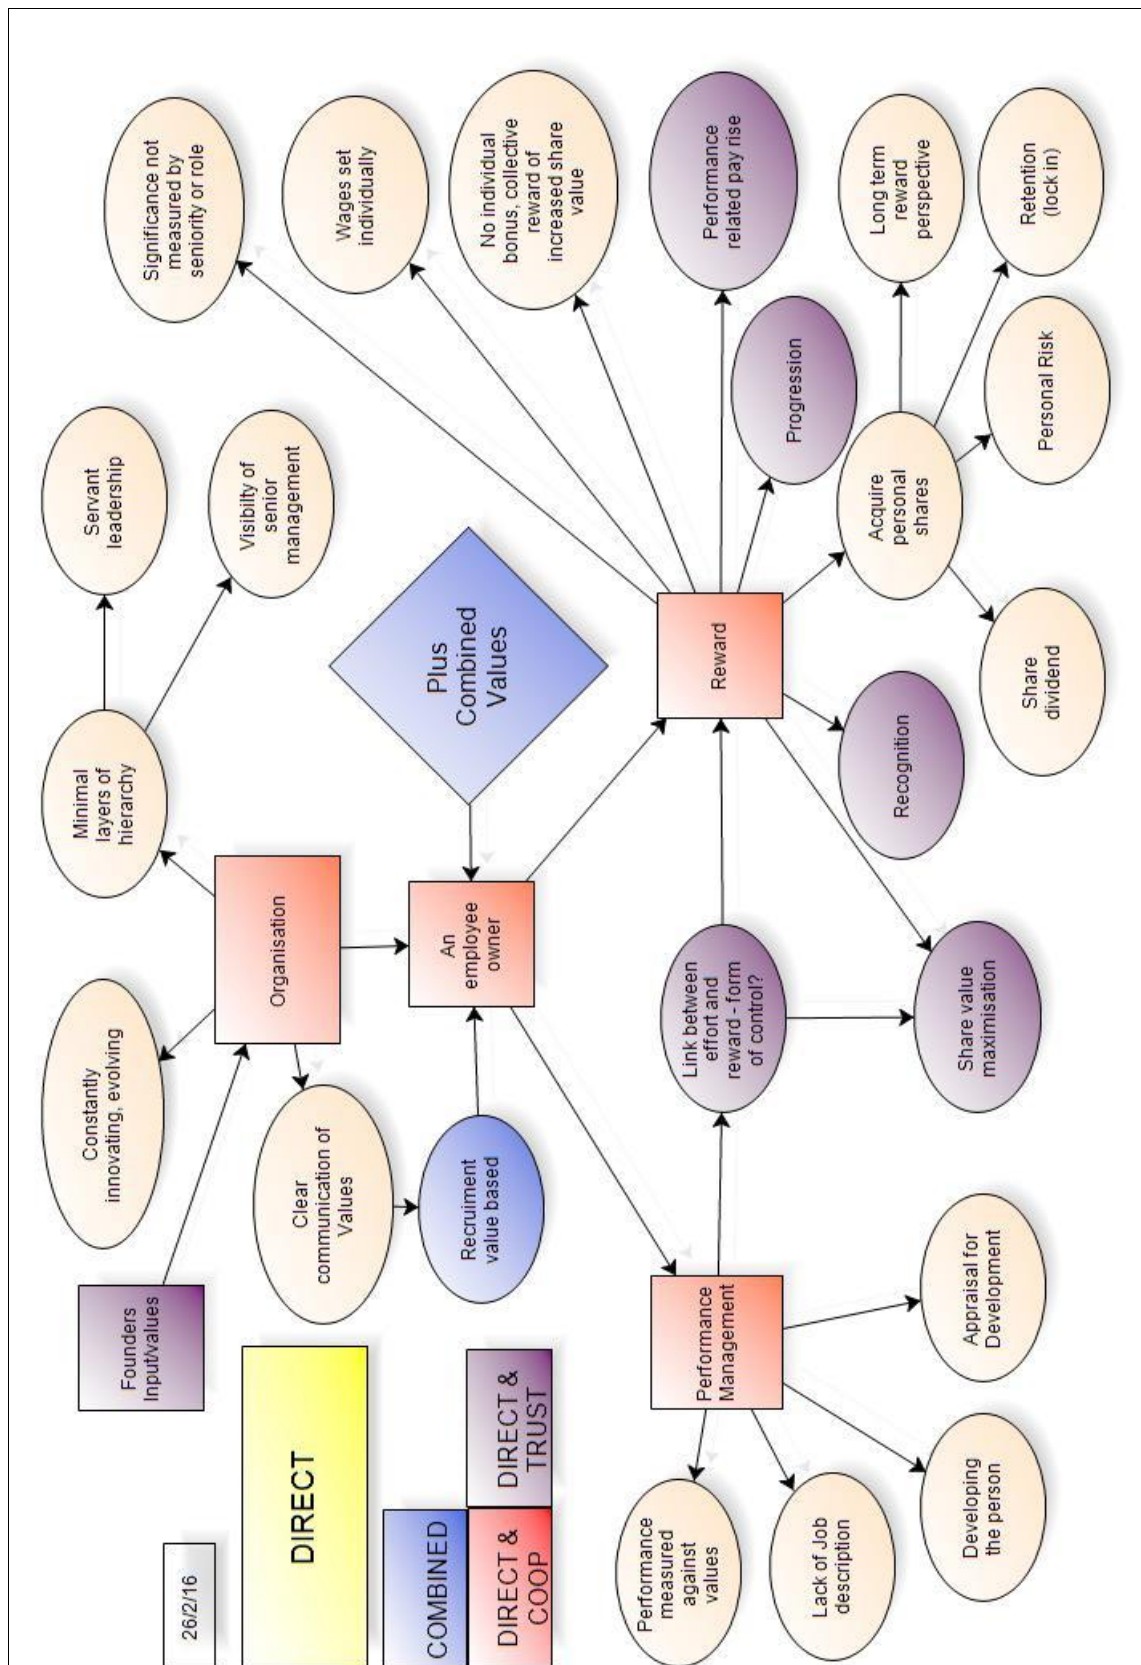 26/2/16
DIRECT
COMBINED
DIRECT &
COOP
DIRECT &
TRUST
Founders
Input/values
Constantly
innovating, evolving
Minimal
layers of
hierarchy
Servant
leadership
Significance not
measured by
seniority or role
Visibilty of
senior
management
Organisation
Clear
communication of
Values
Wages set
individually
Recruiment
value based
An
employee
owner
Plus
Combined
Values
No individual
bonus, collective
reward of
increased share
value
Performance
measured
against
values
Performance
Management
Link between
effort and
reward - form
of control?
Reward
Performance
related pay rise
Progression
Lack of Job
description
Recognition
Acquire
personal
shares
Long term
reward
perspective
Developing
the person
Appraisal for
Development
Share value
maximisation
Share
dividend
Personal Risk
Retention
(lock in)